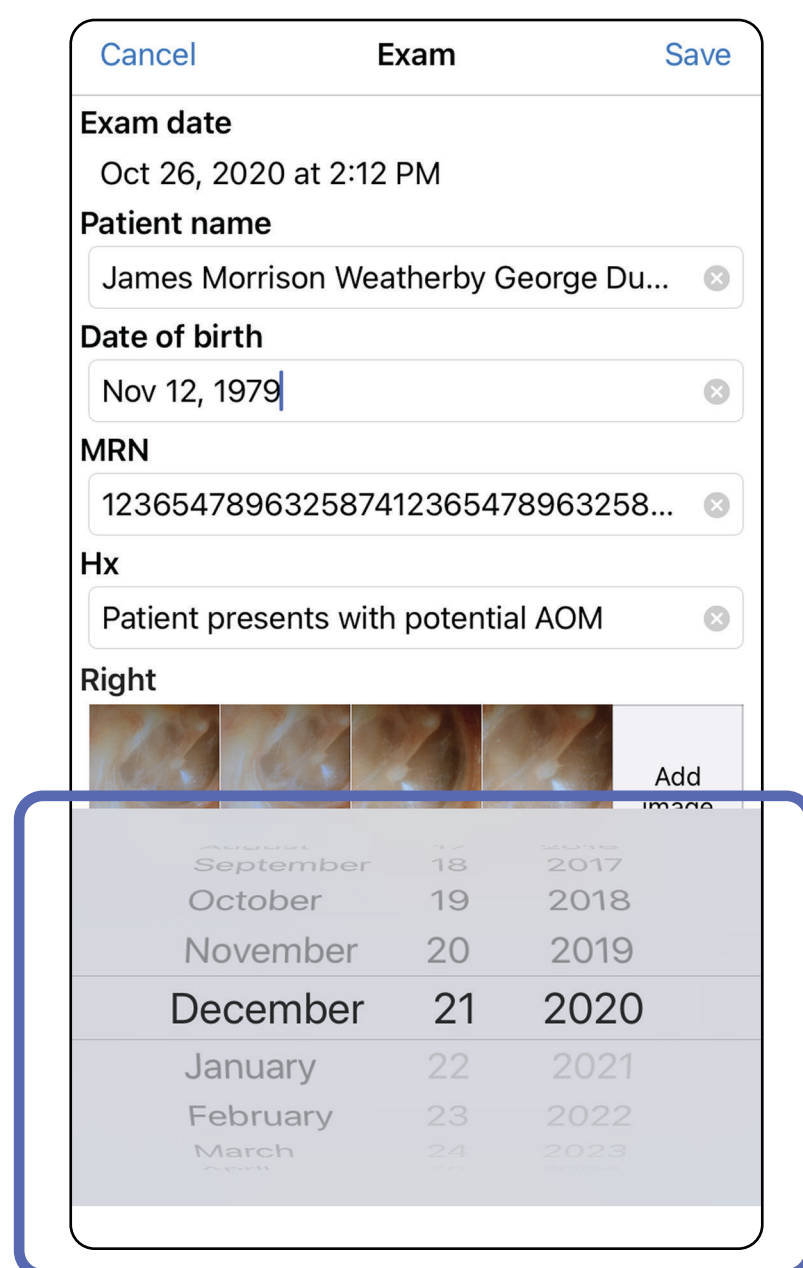 Cancel Exam Save
Exam date
Oct 26, 2020 at 2:12 PM
Patient name
James Morrison Weatherby George Du...
Date of birth
Nov 12, 1979
MRN
123654789632587412365478963258...
Hx
Patient presents with potential AOM
Right
Add
image
September 18 2017
October 19 2018
November 20 2019
December 21 2020
January 22 2021
February 23 2022
March 24 2023